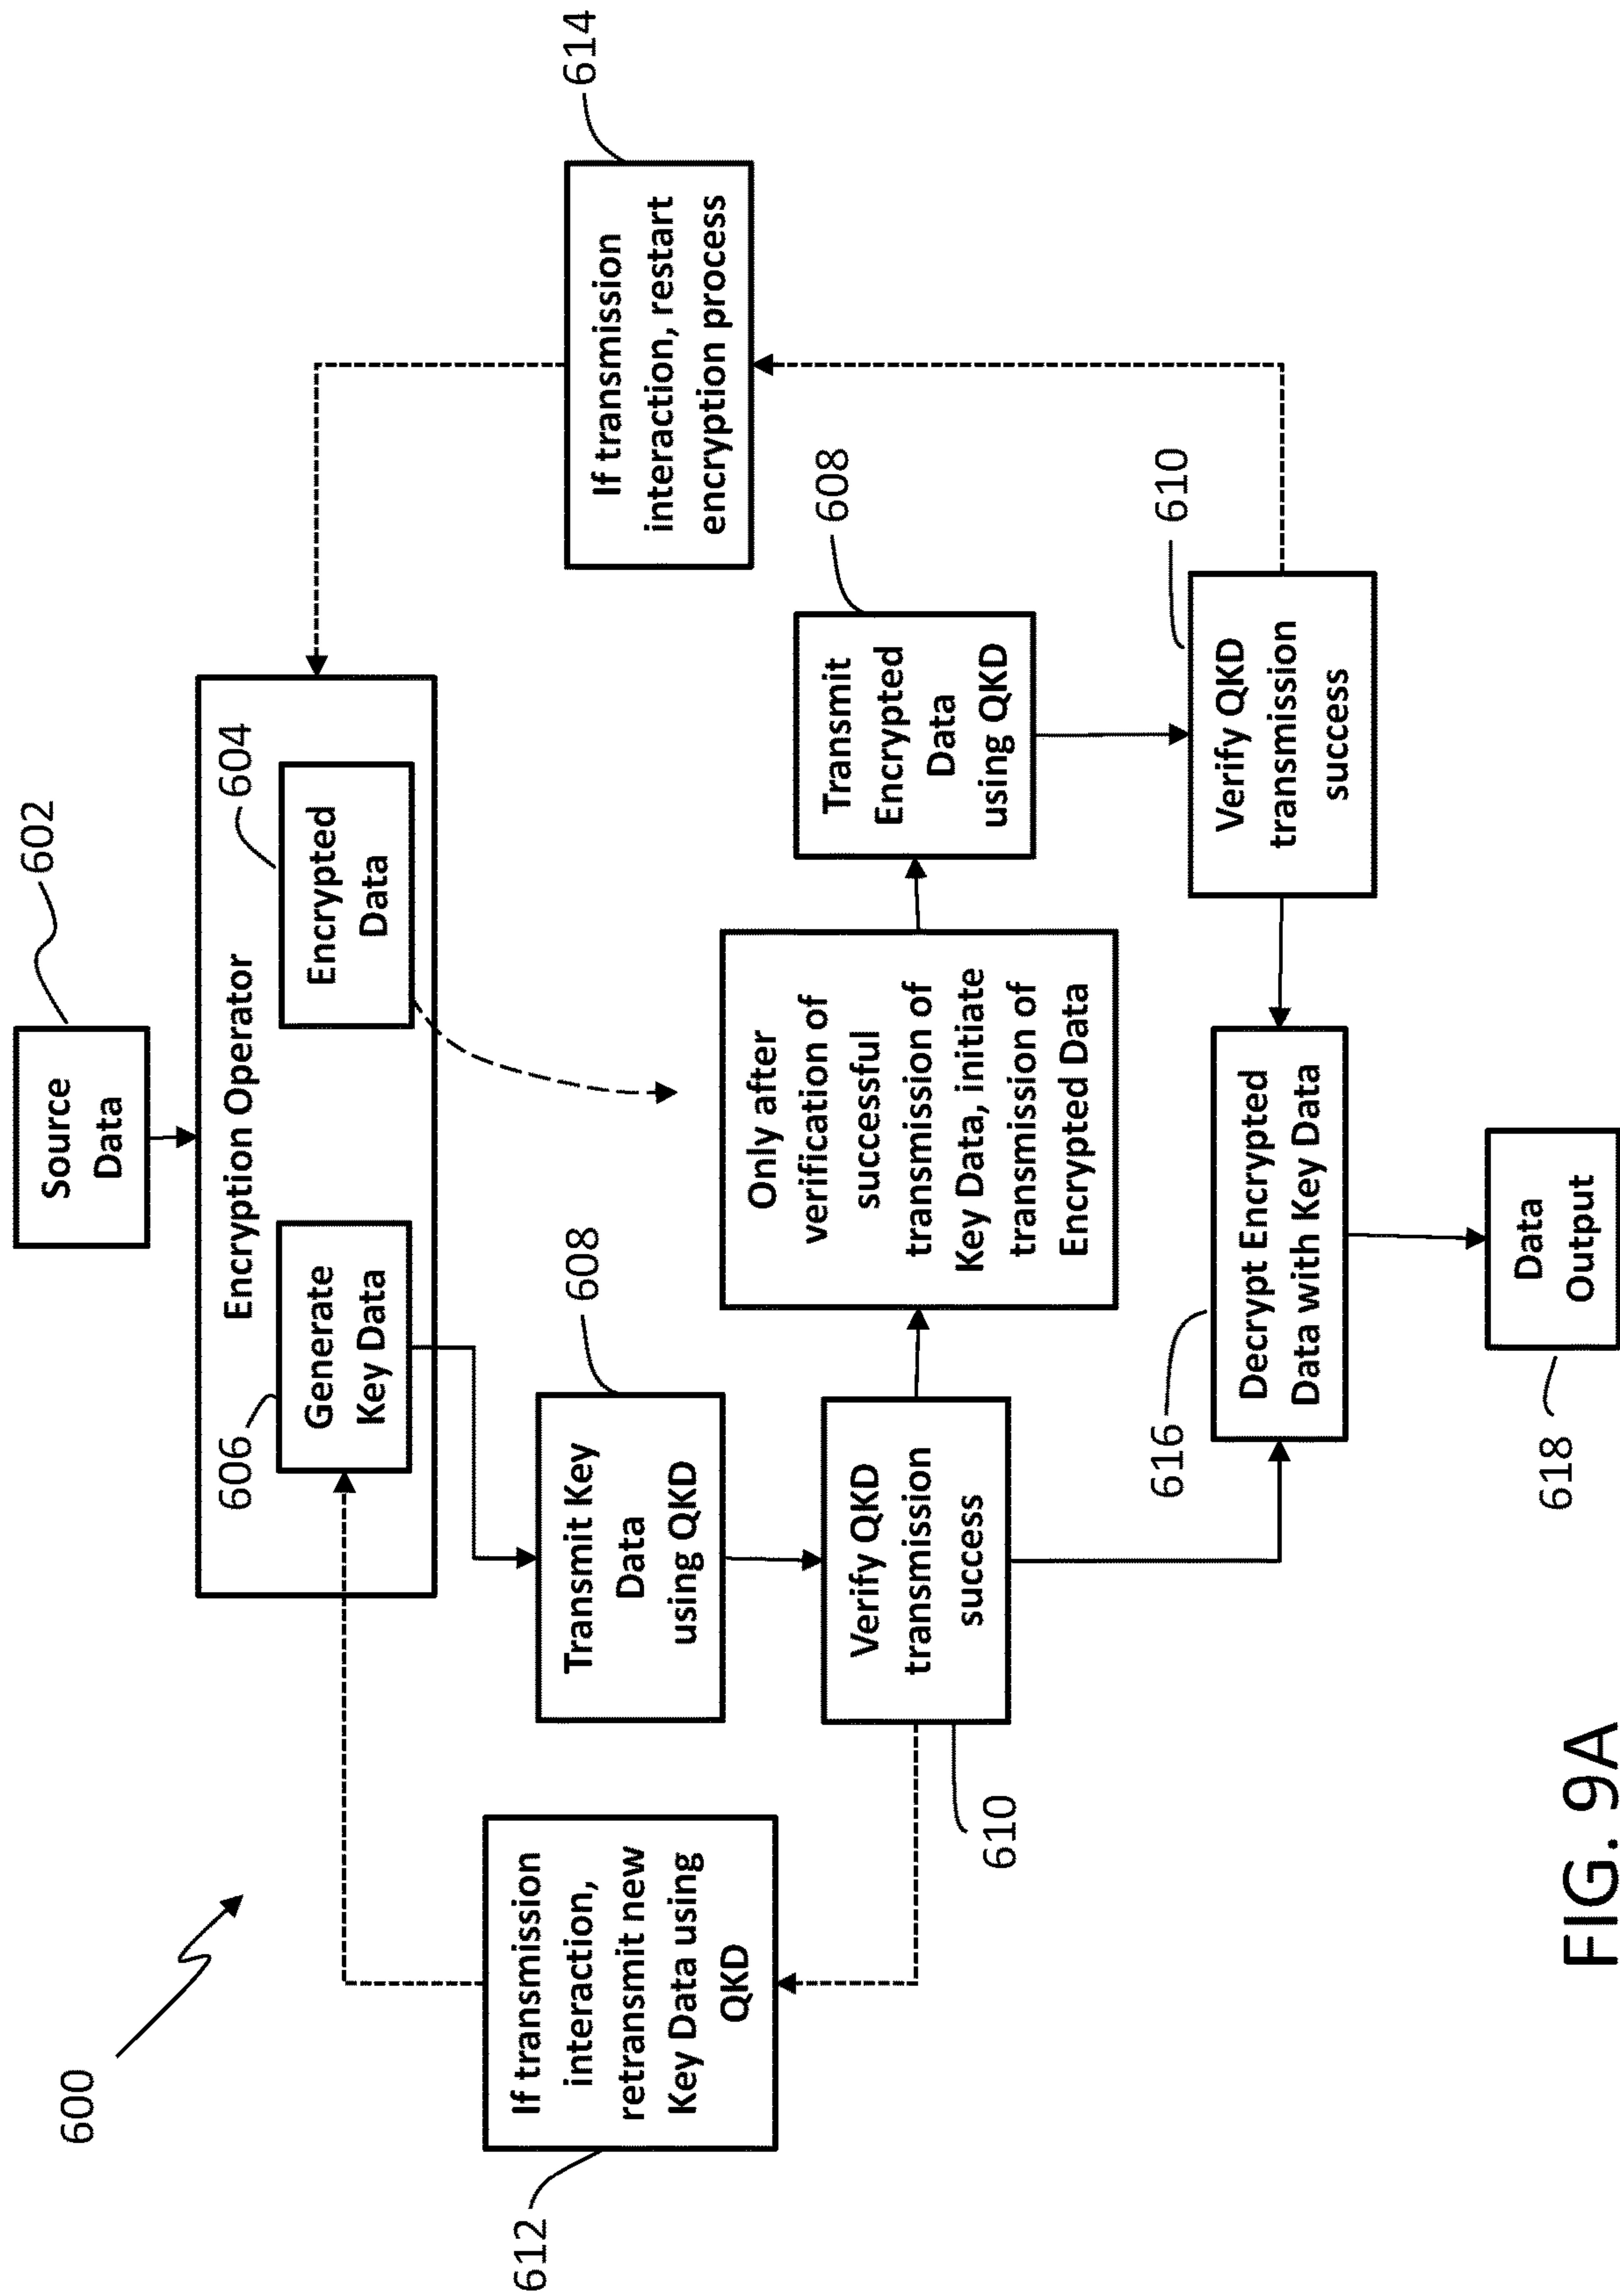 600
602
Source
Data
Encryption Operator
606
Generate
Key Data
604
Encrypted
Data
612
If transmission
interaction,
retransmit new
Key Data using
QKD
608
Transmit Key
Data
using QKD
614
If transmission
interaction, restart
encryption process
610
Verify QKD
transmission
success
Only after
verification of
successful
transmission of
Key Data, initiate
transmission of
Encrypted Data
608
Transmit
Encrypted
Data
using QKD
610
Verify QKD
transmission
success
616
Decrypt Encrypted
Data with Key Data
618
Data
Output
FIG. 9A